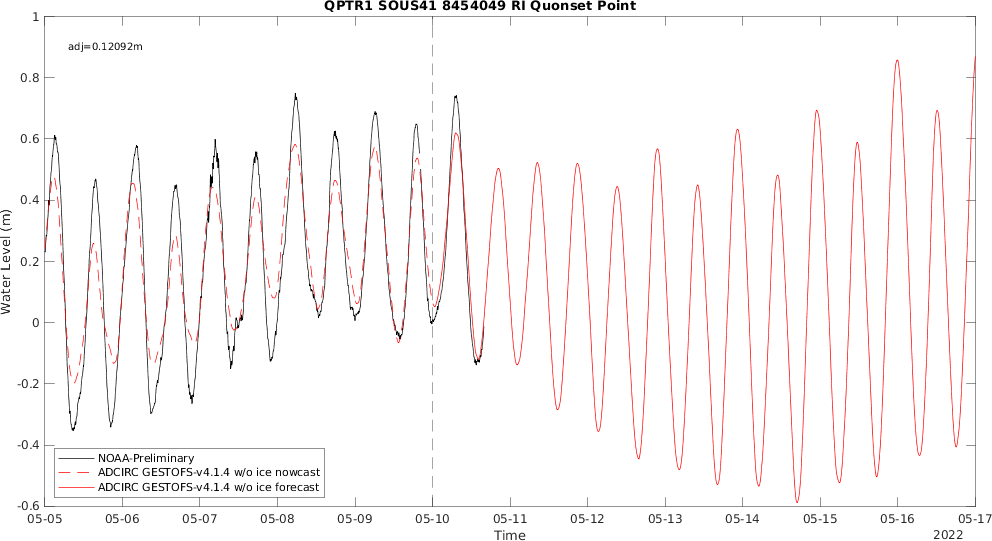 QPTR1 SOUS41 8454049 RI Quonset Point
adj=0.12092m
Water Level (m)
1
0.8
0.6
0.4
0.2
0
-0.2
-0.4
-0.6
NOAA-Preliminary
ADCIRC GESTOFS-v4.1.4 w/o ice nowcast
ADCIRC GESTOFS-v4.1.4 w/o ice forecast
05-05 05-06 05-07 05-08 05-09 05-10 05-11 05-12 05-13 05-14 05-15 05-16 05-17
Time
2022